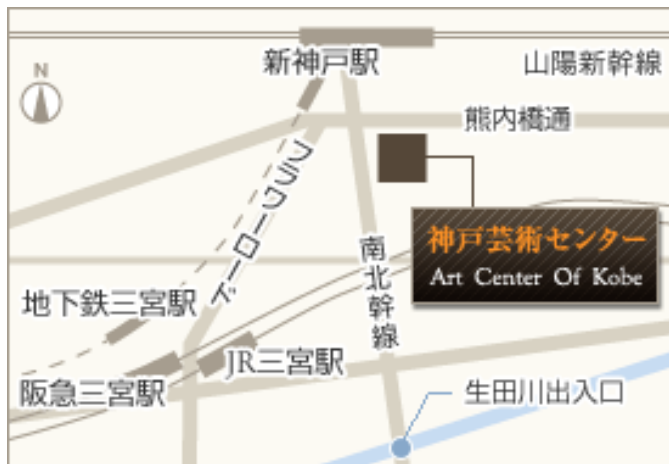 新神戸駅
山陽新幹線
N
熊内橋通
フラワーロード
神戸芸術センター
Art Center Of Kobe
南北幹線
地下鉄三宮駅
JR三宮駅
阪急三宮駅
生田川出入口